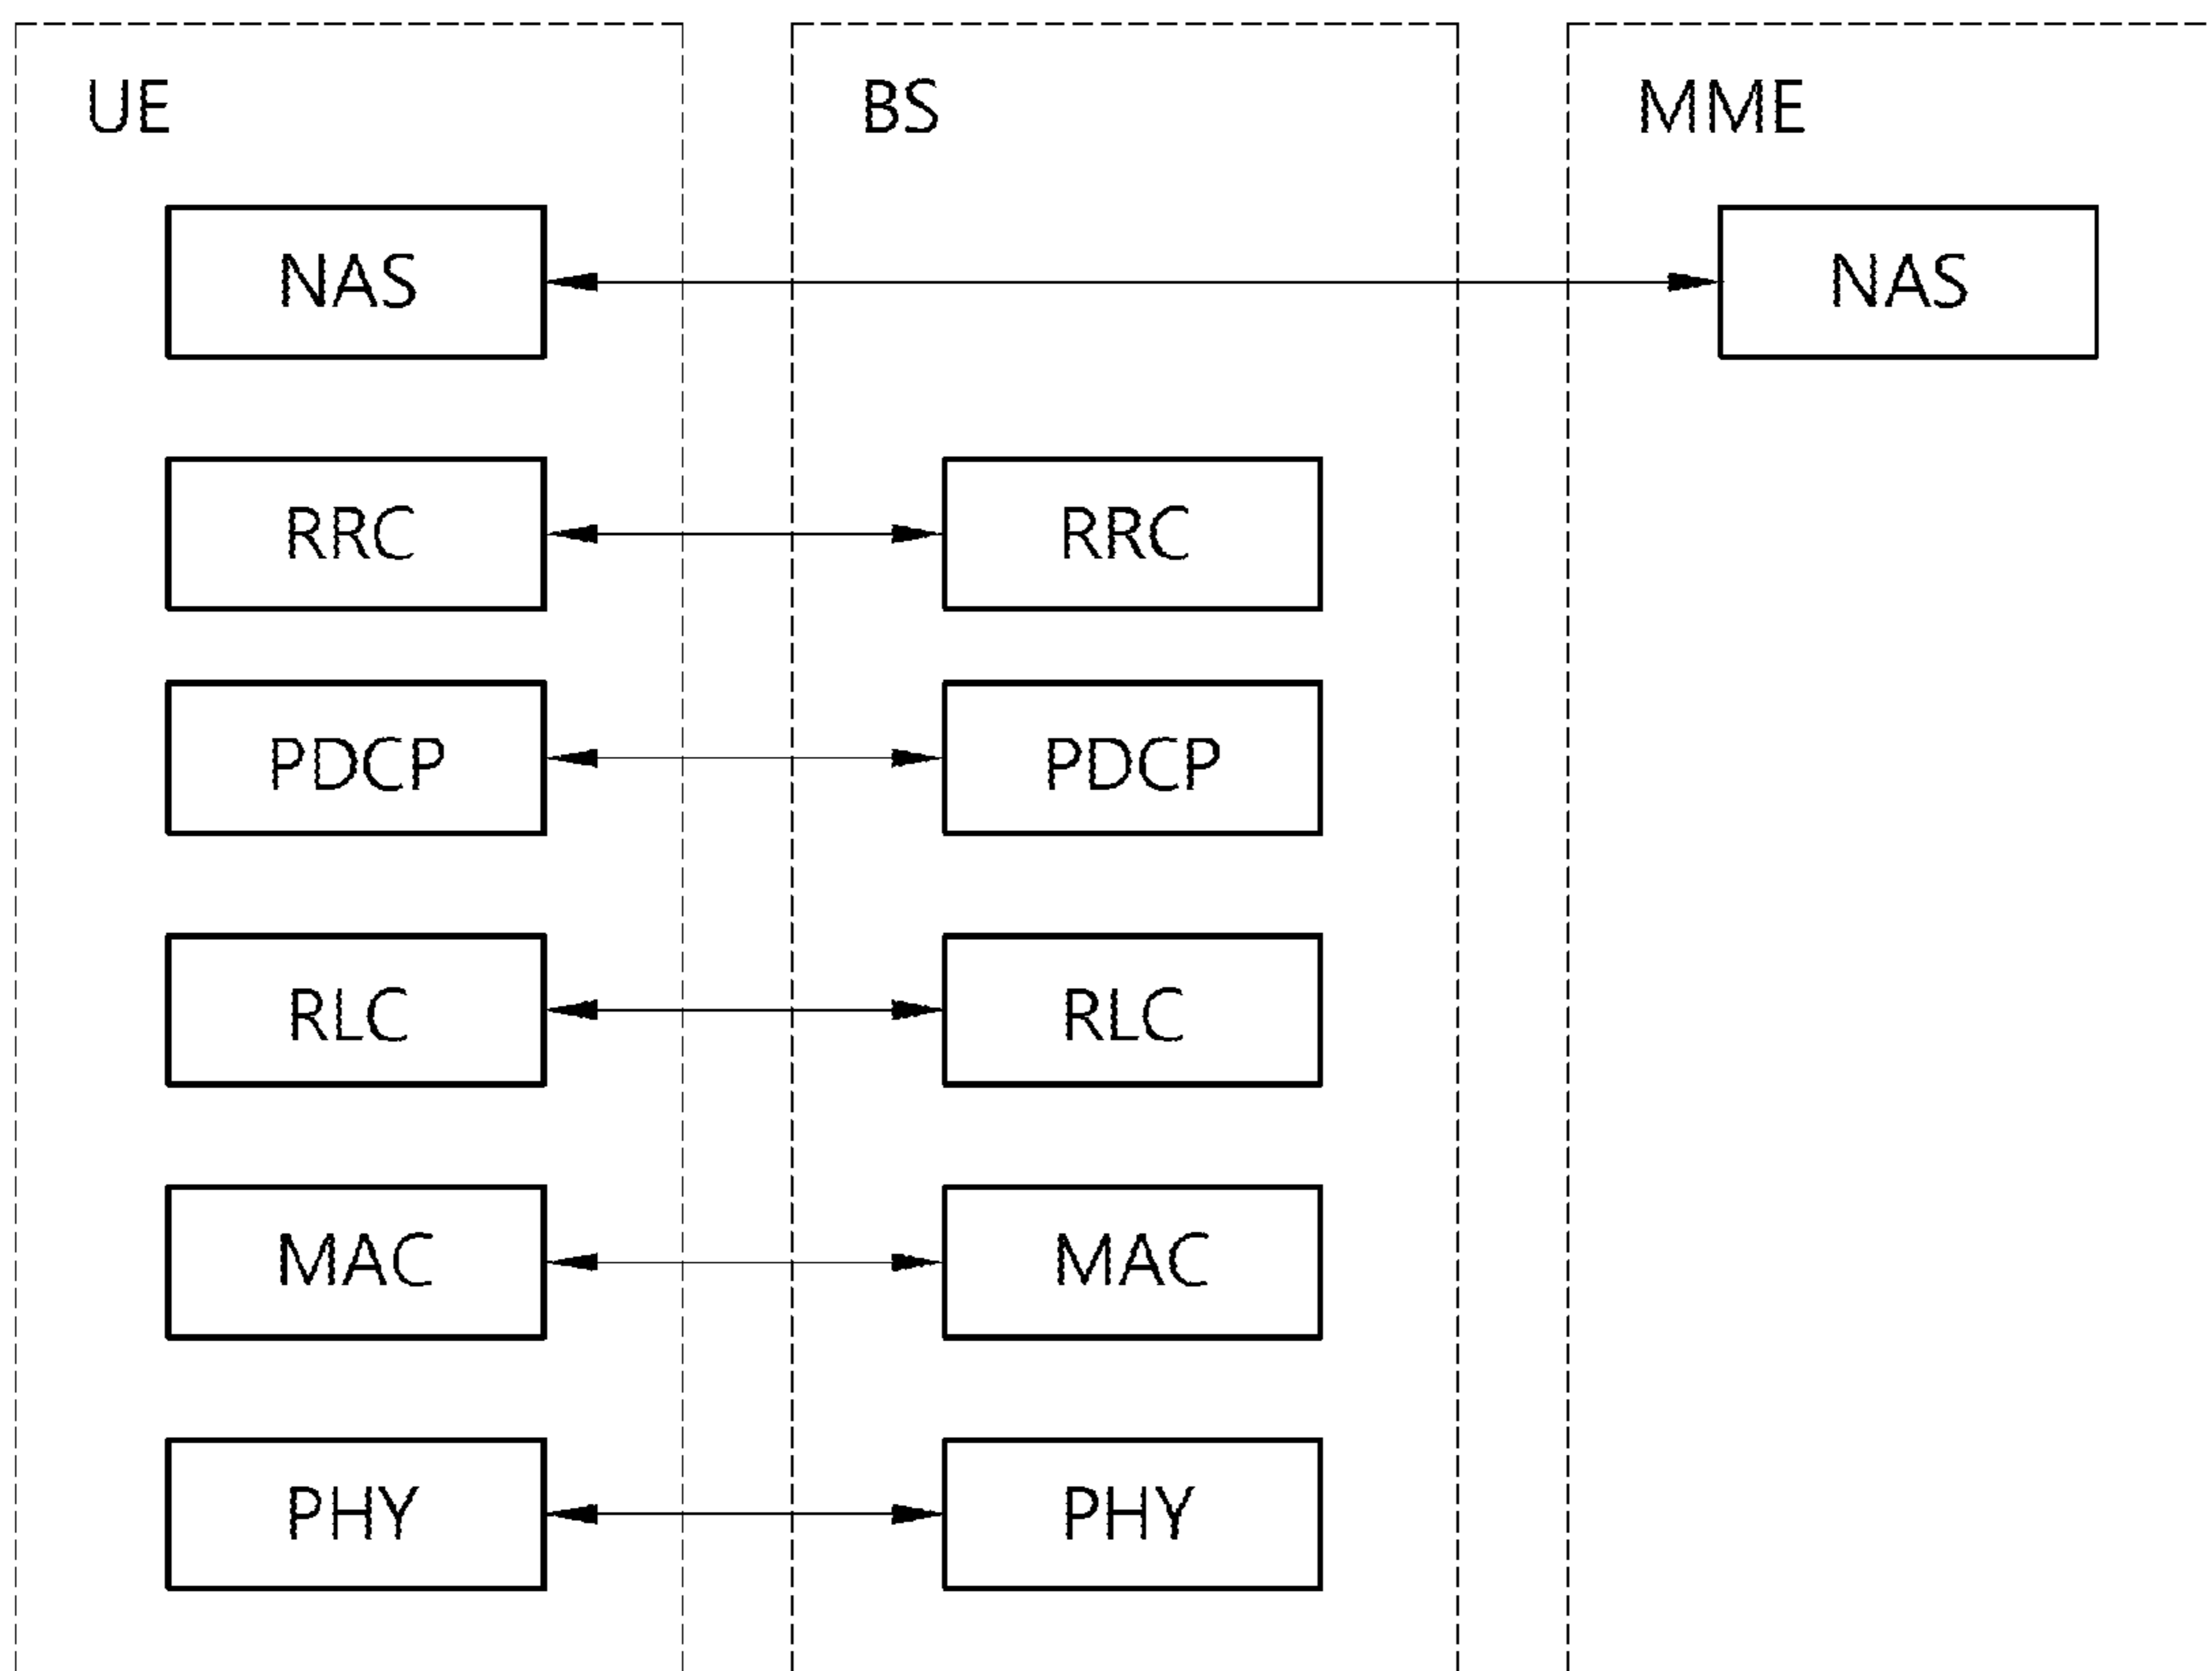 UE
BS
MME
NAS
NAS
RRC
RRC
PDCP
PDCP
RLC
RLC
MAC
MAC
PHY
PHY